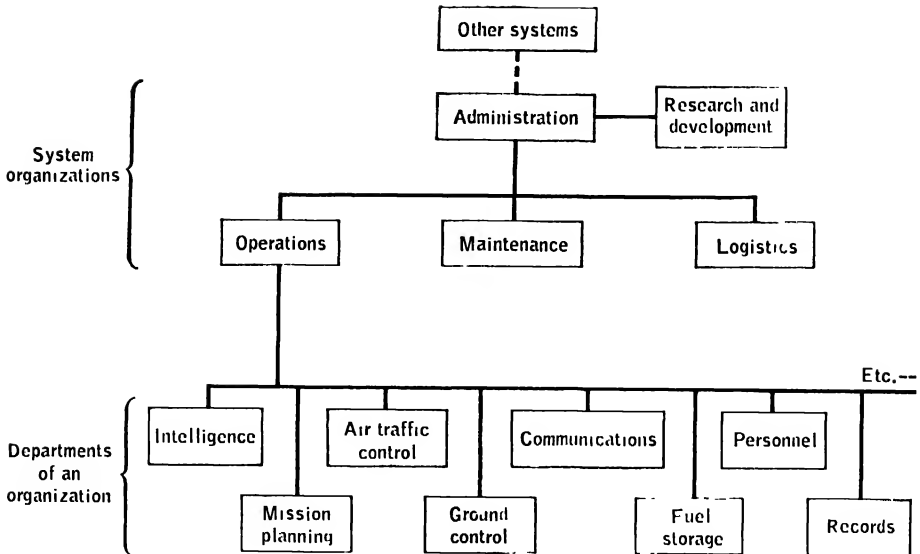 Other systems
Administration
Research and
development
System
organizations
Operations
Maintenance
Logistics
Etc.--
Departments
of an
organization
Intelligence
Air traffic
control
Communications
Personnel
Mission
planning
Ground
control
Fuel
storage
Records